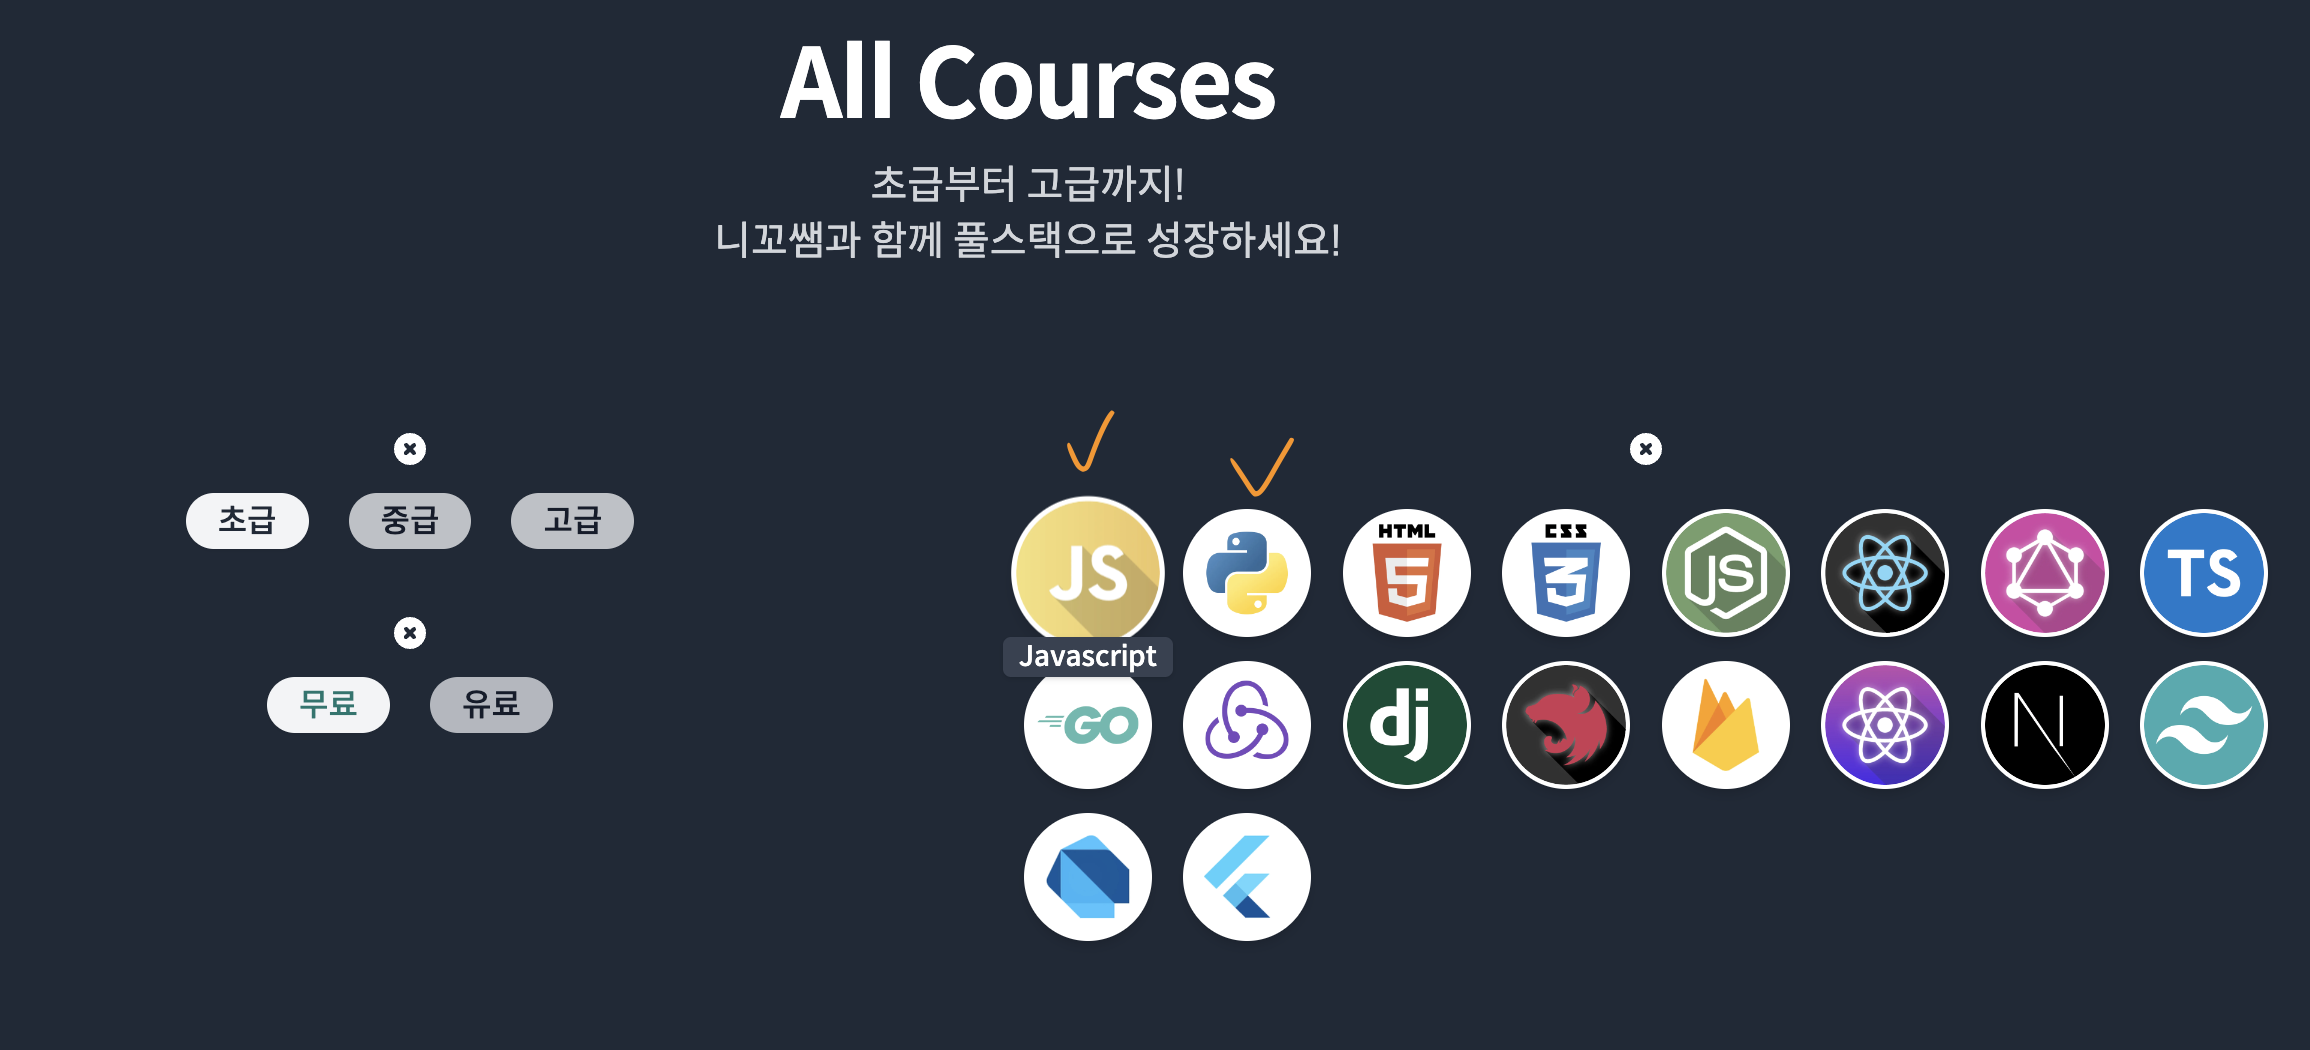 All Courses
초급부터 고급까지!
니꼬쌤과 함께 풀스택으로 성장하세요!
초급 중급 고급
무료 유료
JS HTML CSS JS TS
Javascript
GO dj N